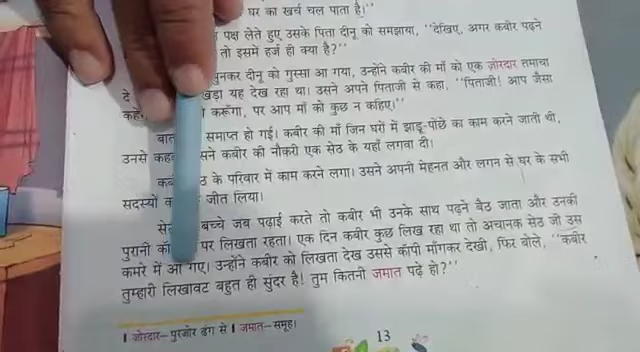 घर का खर्च चल पाता है।''
पक्ष लेते हुए उसके पिता दीनू को समझाया, ''देखिए, अगर कबीर पढ़ने
तो इसमें हर्ज ही क्या है?''
सुनकर दीनू को गुस्सा आ गया, उन्होंने कबीर की माँ को एक ज़ोरदार तमाचा
दे खड़ा यह देख रहा था। उसने अपने पिताजी से कहा, ''पिताजी! आप जैसा
कहेंगे करूँगा, पर आप माँ को कुछ न कहिए।''
बात समाप्त हो गई। कबीर की माँ जिन घरों में झाड़ू-पोंछे का काम करने जाती थी,
उनसे कहक सने कबीर की नौकरी एक सेठ के यहाँ लगवा दी।
कब ठ के परिवार में काम करने लगा। उसने अपनी मेहनत और लगन से घर के सभी
सदस्यों क जीत लिया।
से बच्चे जब पढ़ाई करते तो कबीर भी उनके साथ पढ़ने बैठ जाता और उनकी
पुरानी कॉ पर लिखता रहता। एक दिन कबीर कुछ लिख रहा था तो अचानक सेठ जी उस
कमरे में आ गए। उन्होंने कबीर को लिखता देख उससे कॉपी माँगकर देखी, फिर बोले, ''कबीर
तुम्हारी लिखावट बहुत ही सुंदर है! तुम कितनी जमात पढ़े हो?''
ज़ोरदार–पुरजोर ढंग से जमात–समूह।
13